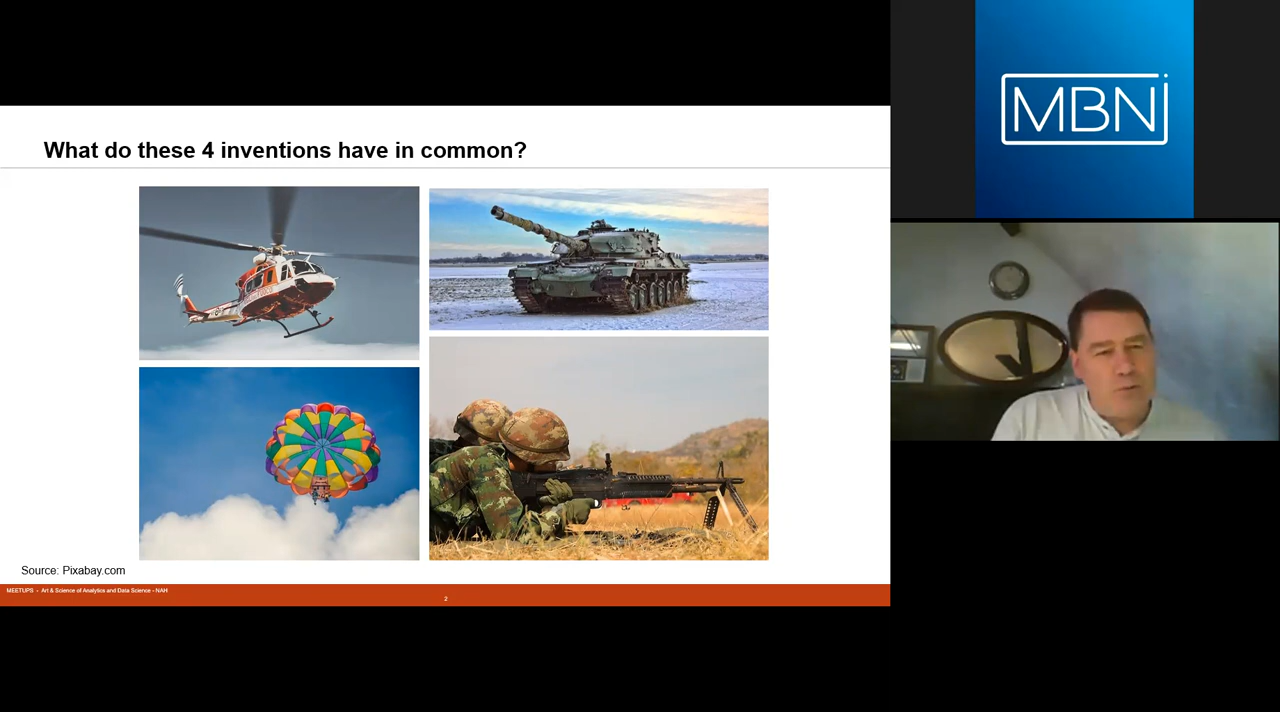 What do these 4 inventions have in common?
Source: Pixabay.com
MEETUPS - Art & Science of Analytics and Data Science - NAH
2
MBN